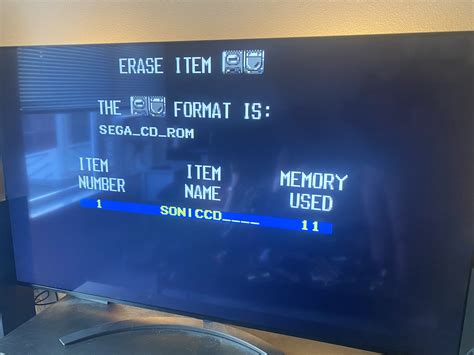 ERASE ITEM
THE FORMAT IS:
SEGA_CD_ROM
ITEM NUMBER ITEM NAME MEMORY USED
1 SONICCD____ 11